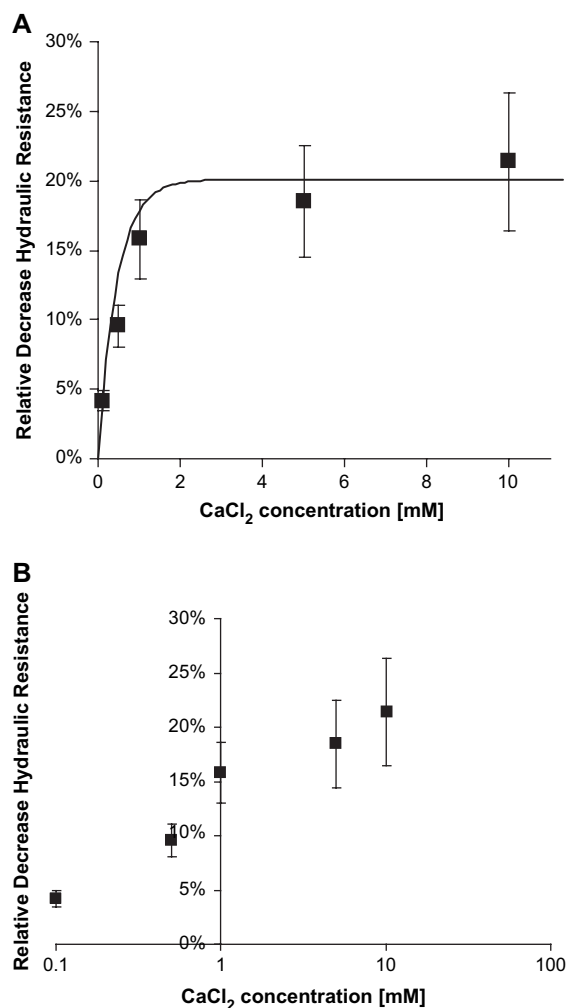 A
30%
25%
20%
15%
10%
5%
0%
Relative Decrease Hydraulic Resistance
0 2 4 6 8 10
CaCl2 concentration [mM]
B
30%
25%
20%
15%
10%
5%
0%
Relative Decrease Hydraulic Resistance
0.1 1 10 100
CaCl2 concentration [mM]